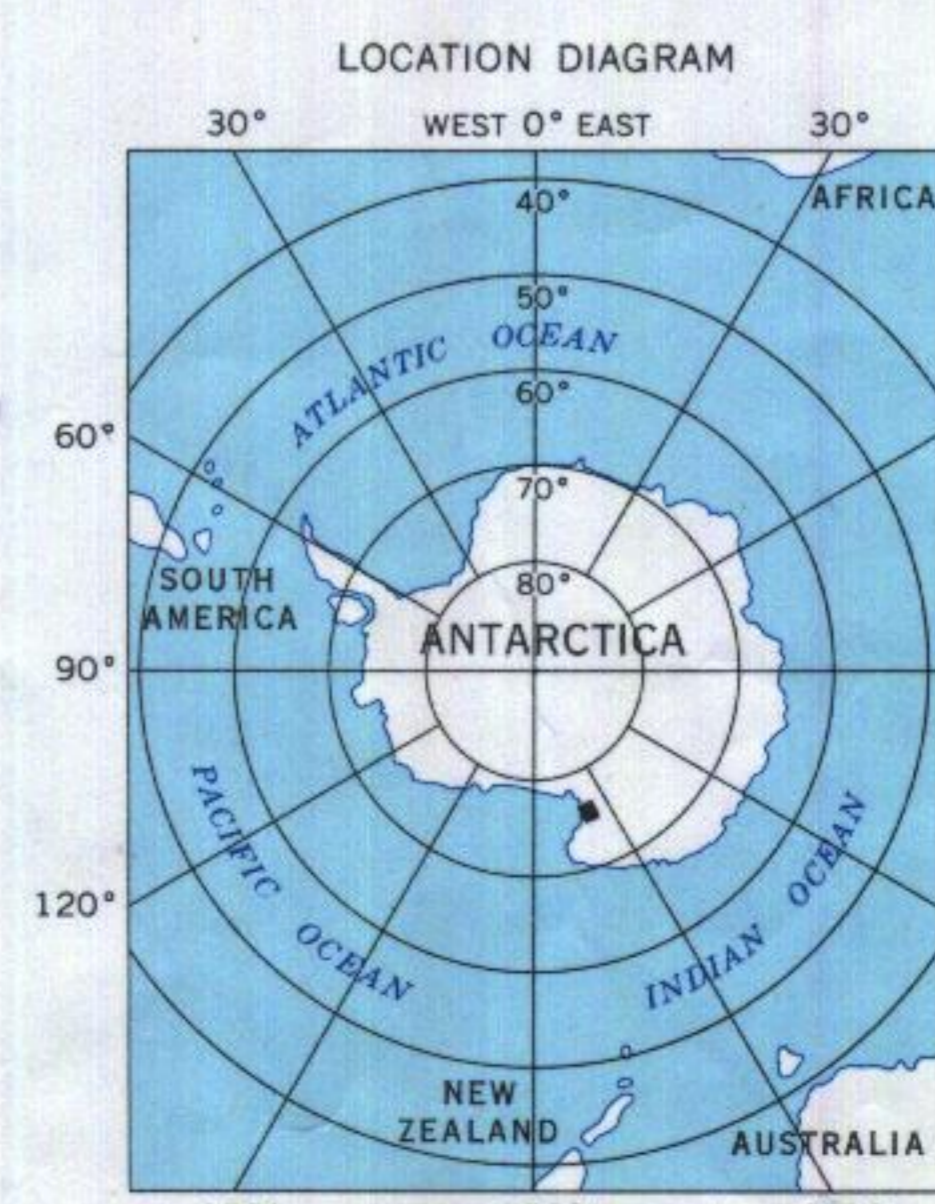 LOCATION DIAGRAM
30° WEST 0° EAST 30°
AFRICA
40°
50°
ATLANTIC OCEAN
60°
60°
70°
80°
SOUTH
AMERICA
ANTARCTICA
90°
PACIFIC OCEAN
INDIAN OCEAN
120°
NEW
ZEALAND
AUSTRALIA